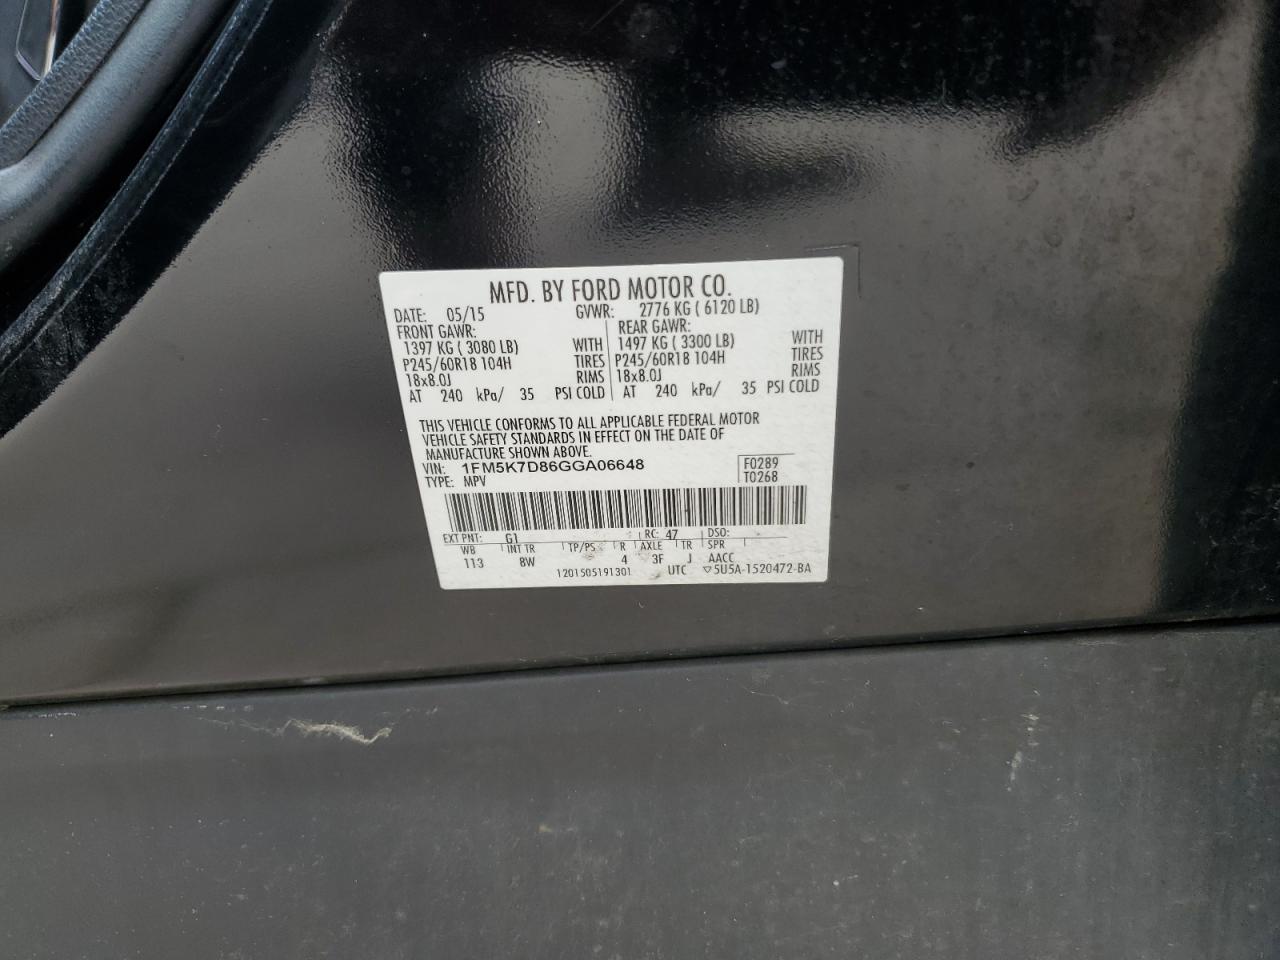 MFD. BY FORD MOTOR CO.
DATE: 05/15 GVWR: 2776 KG ( 6120 LB)
FRONT GAWR: REAR GAWR:
1397 KG ( 3080 LB) WITH 1497 KG ( 3300 LB) WITH
P245/60R18 104H TIRES P245/60R18 104H TIRES
18x8.0J RIMS 18x8.0J RIMS
AT 240 kPa/ 35 PSI COLD AT 240 kPa/ 35 PSI COLD
THIS VEHICLE CONFORMS TO ALL APPLICABLE FEDERAL MOTOR
VEHICLE SAFETY STANDARDS IN EFFECT ON THE DATE OF
MANUFACTURE SHOWN ABOVE.
VIN: 1FM5K7D86GGA06648 F0289
TYPE: MPV T0268
EXT PNT: G1 RC: 47 DSO:
WB INT TR TP/PS R AXLE TR SPR
113 8W 4 3F J AACC
1201505191301 UTC ▽5U5A-1520472-BA